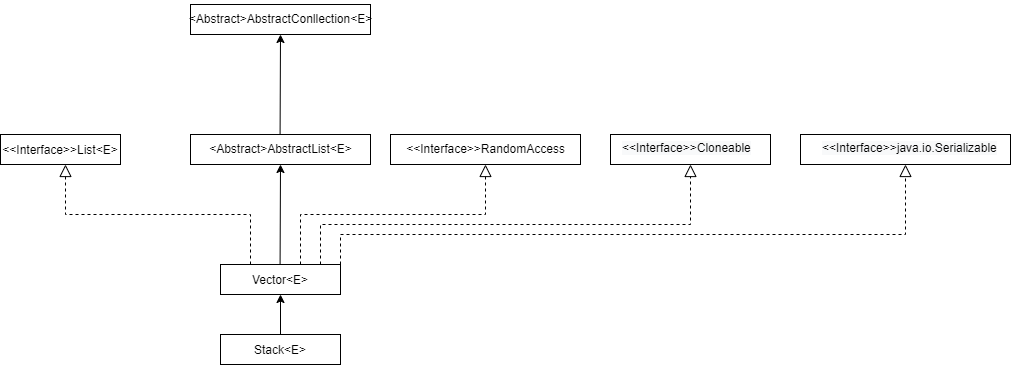 <Abstract>AbstractConllection<E>
<<Interface>>List<E>
<Abstract>AbstractList<E>
<<Interface>>RandomAccess
<<Interface>>Cloneable
<<Interface>>java.io.Serializable
Vector<E>
Stack<E>